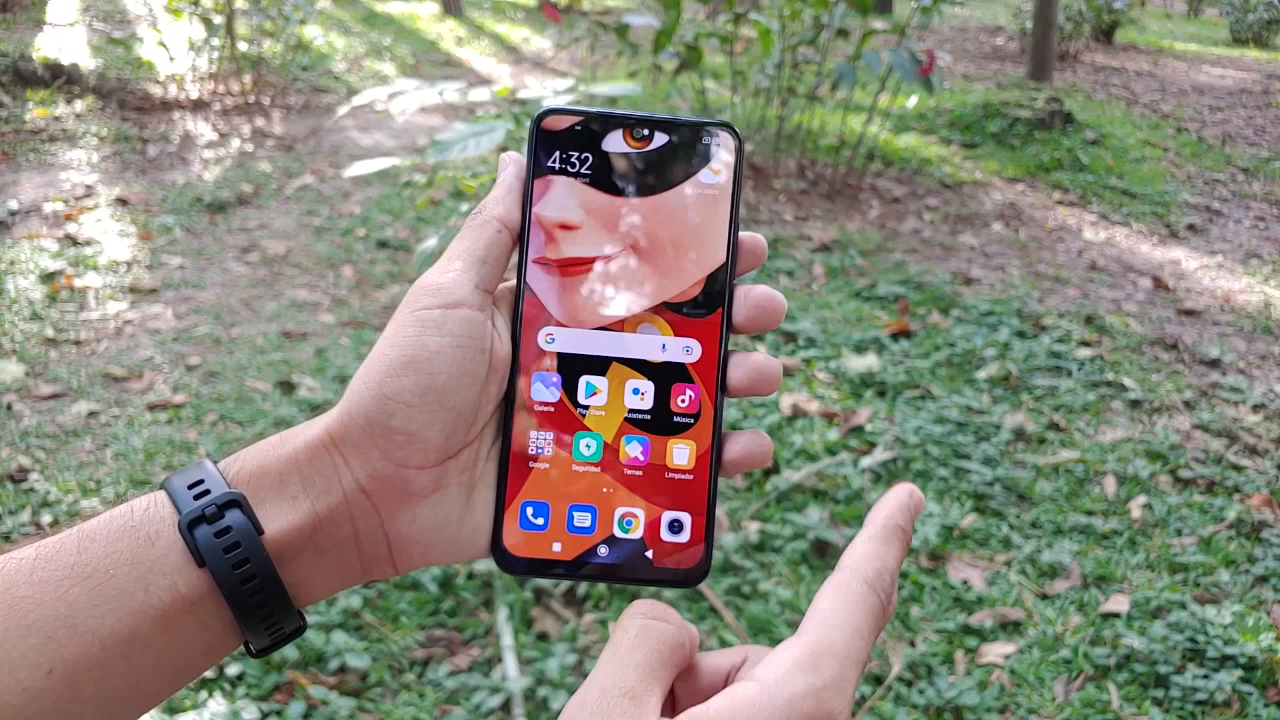 4:32
Galería
Play Store
Asistente
Música
Google
Seguridad
Temas
Limpiador